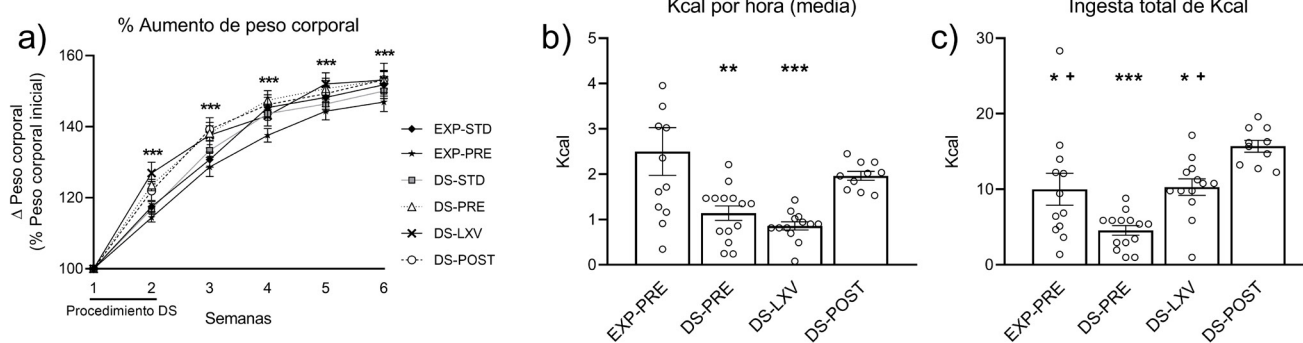 a)
% Aumento de peso corporal
Δ Peso corporal
(% Peso corporal inicial)
160
140
120
100
***
***
***
***
***
1 2 3 4 5 6
Procedimiento DS
Semanas
EXP-STD
EXP-PRE
DS-STD
DS-PRE
DS-LXV
DS-POST
b)
Kcal por hora (media)
Kcal
5
4
3
2
1
0
** ***
EXP-PRE
DS-PRE
DS-LXV
DS-POST
c)
Ingesta total de Kcal
Kcal
30
20
10
0
* + *** * +
EXP-PRE
DS-PRE
DS-LXV
DS-POST